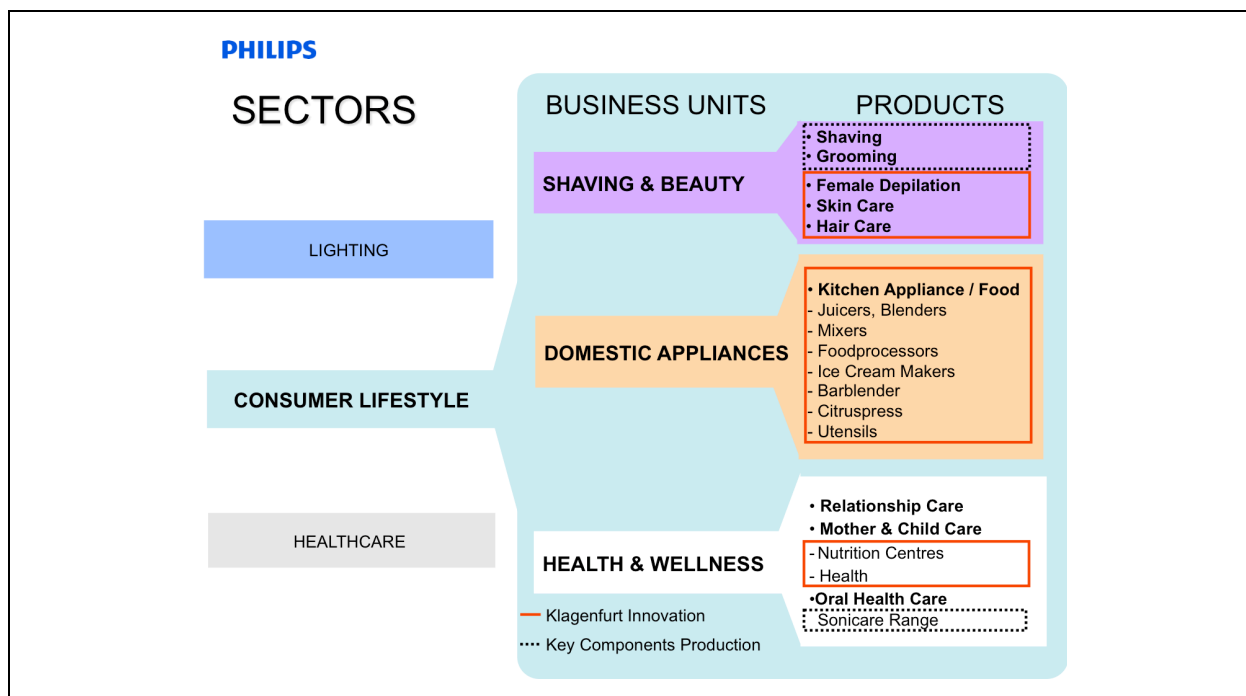 PHILIPS
SECTORS
BUSINESS UNITS
PRODUCTS
LIGHTING
CONSUMER LIFESTYLE
HEALTHCARE
SHAVING & BEAUTY
• Shaving
• Grooming
• Female Depilation
• Skin Care
• Hair Care
DOMESTIC APPLIANCES
• Kitchen Appliance / Food
- Juicers, Blenders
- Mixers
- Foodprocessors
- Ice Cream Makers
- Barblender
- Citruspress
- Utensils
HEALTH & WELLNESS
• Relationship Care
• Mother & Child Care
- Nutrition Centres
- Health
•Oral Health Care
Sonicare Range
Klagenfurt Innovation
Key Components Production